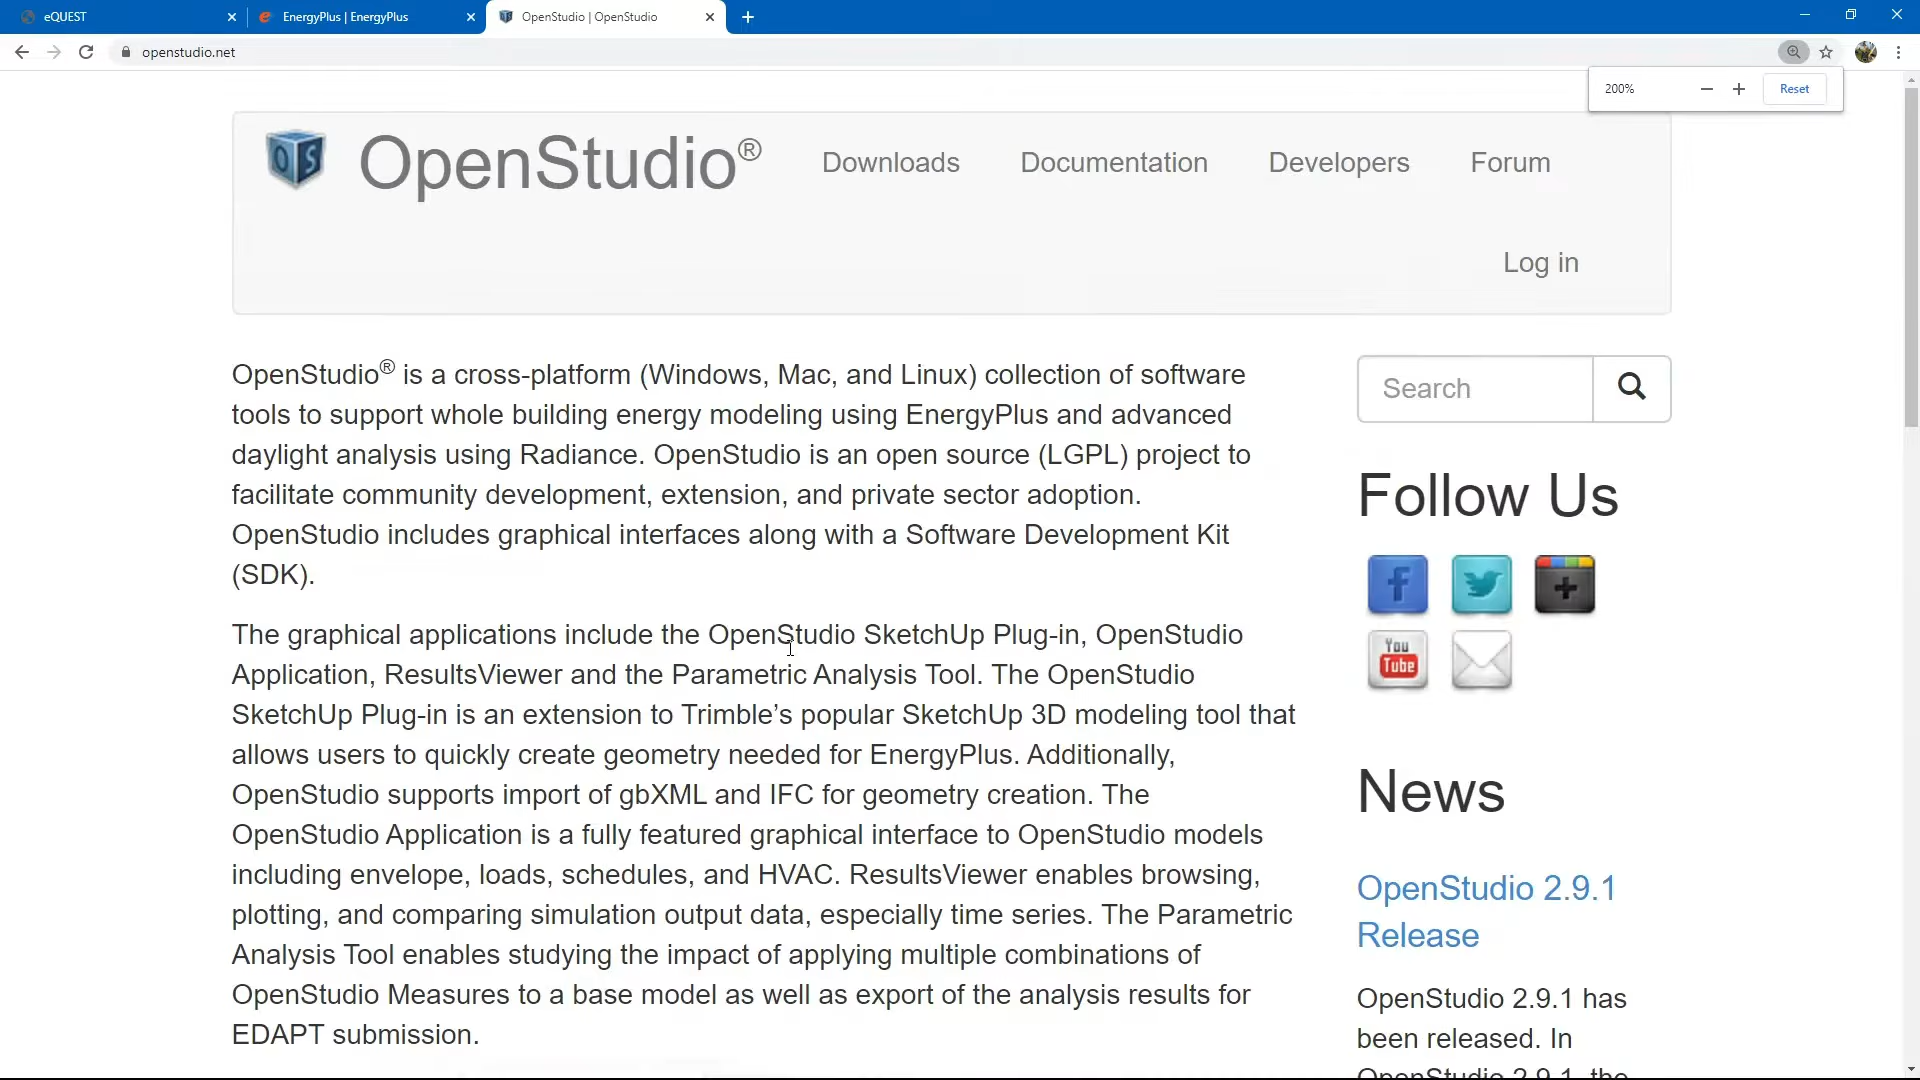 eQUEST
EnergyPlus | EnergyPlus
OpenStudio | OpenStudio
openstudio.net
200%
Reset
OpenStudio®
Downloads
Documentation
Developers
Forum
Log in
OpenStudio® is a cross-platform (Windows, Mac, and Linux) collection of software
tools to support whole building energy modeling using EnergyPlus and advanced
daylight analysis using Radiance. OpenStudio is an open source (LGPL) project to
facilitate community development, extension, and private sector adoption.
OpenStudio includes graphical interfaces along with a Software Development Kit
(SDK).
The graphical applications include the OpenStudio SketchUp Plug-in, OpenStudio
Application, ResultsViewer and the Parametric Analysis Tool. The OpenStudio
SketchUp Plug-in is an extension to Trimble’s popular SketchUp 3D modeling tool that
allows users to quickly create geometry needed for EnergyPlus. Additionally,
OpenStudio supports import of gbXML and IFC for geometry creation. The
OpenStudio Application is a fully featured graphical interface to OpenStudio models
including envelope, loads, schedules, and HVAC. ResultsViewer enables browsing,
plotting, and comparing simulation output data, especially time series. The Parametric
Analysis Tool enables studying the impact of applying multiple combinations of
OpenStudio Measures to a base model as well as export of the analysis results for
EDAPT submission.
Search
Follow Us
You
Tube
News
OpenStudio 2.9.1
Release
OpenStudio 2.9.1 has
been released. In
OpenStudio 2.9.1, the